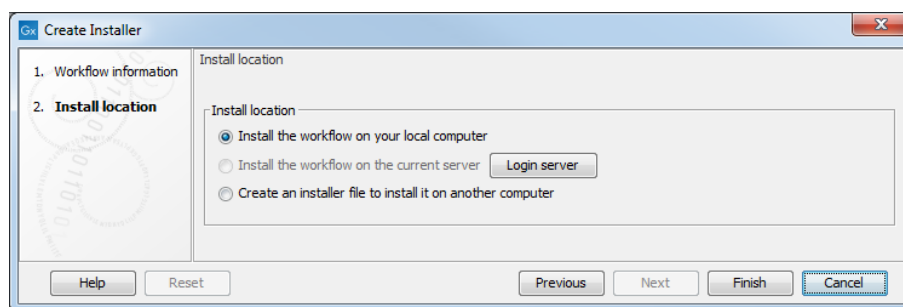 Gx Create Installer
1. Workflow information
2. Install location
Install location
Install location
Install the workflow on your local computer
Install the workflow on the current server Login server
Create an installer file to install it on another computer
Help Reset Previous Next Finish Cancel